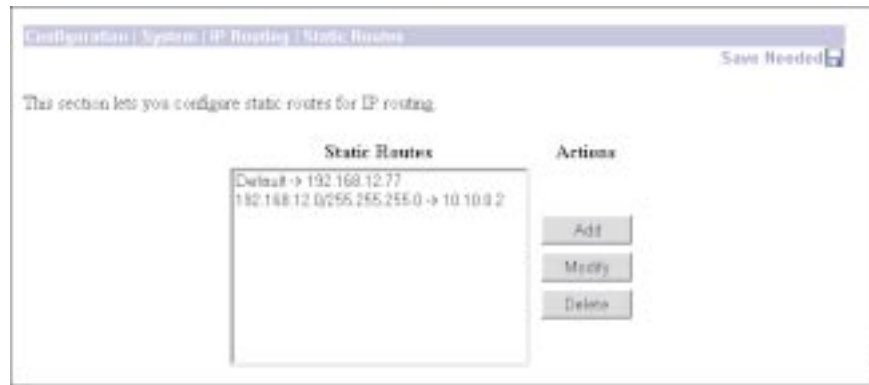 Configuration | System | IP Routing | Static Routes
Save Needed
This section lets you configure static routes for IP routing.
Static Routes
Actions
Default -> 192.168.12.77
192.168.12.0/255.255.255.0 -> 10.10.0.2
Add
Modify
Delete